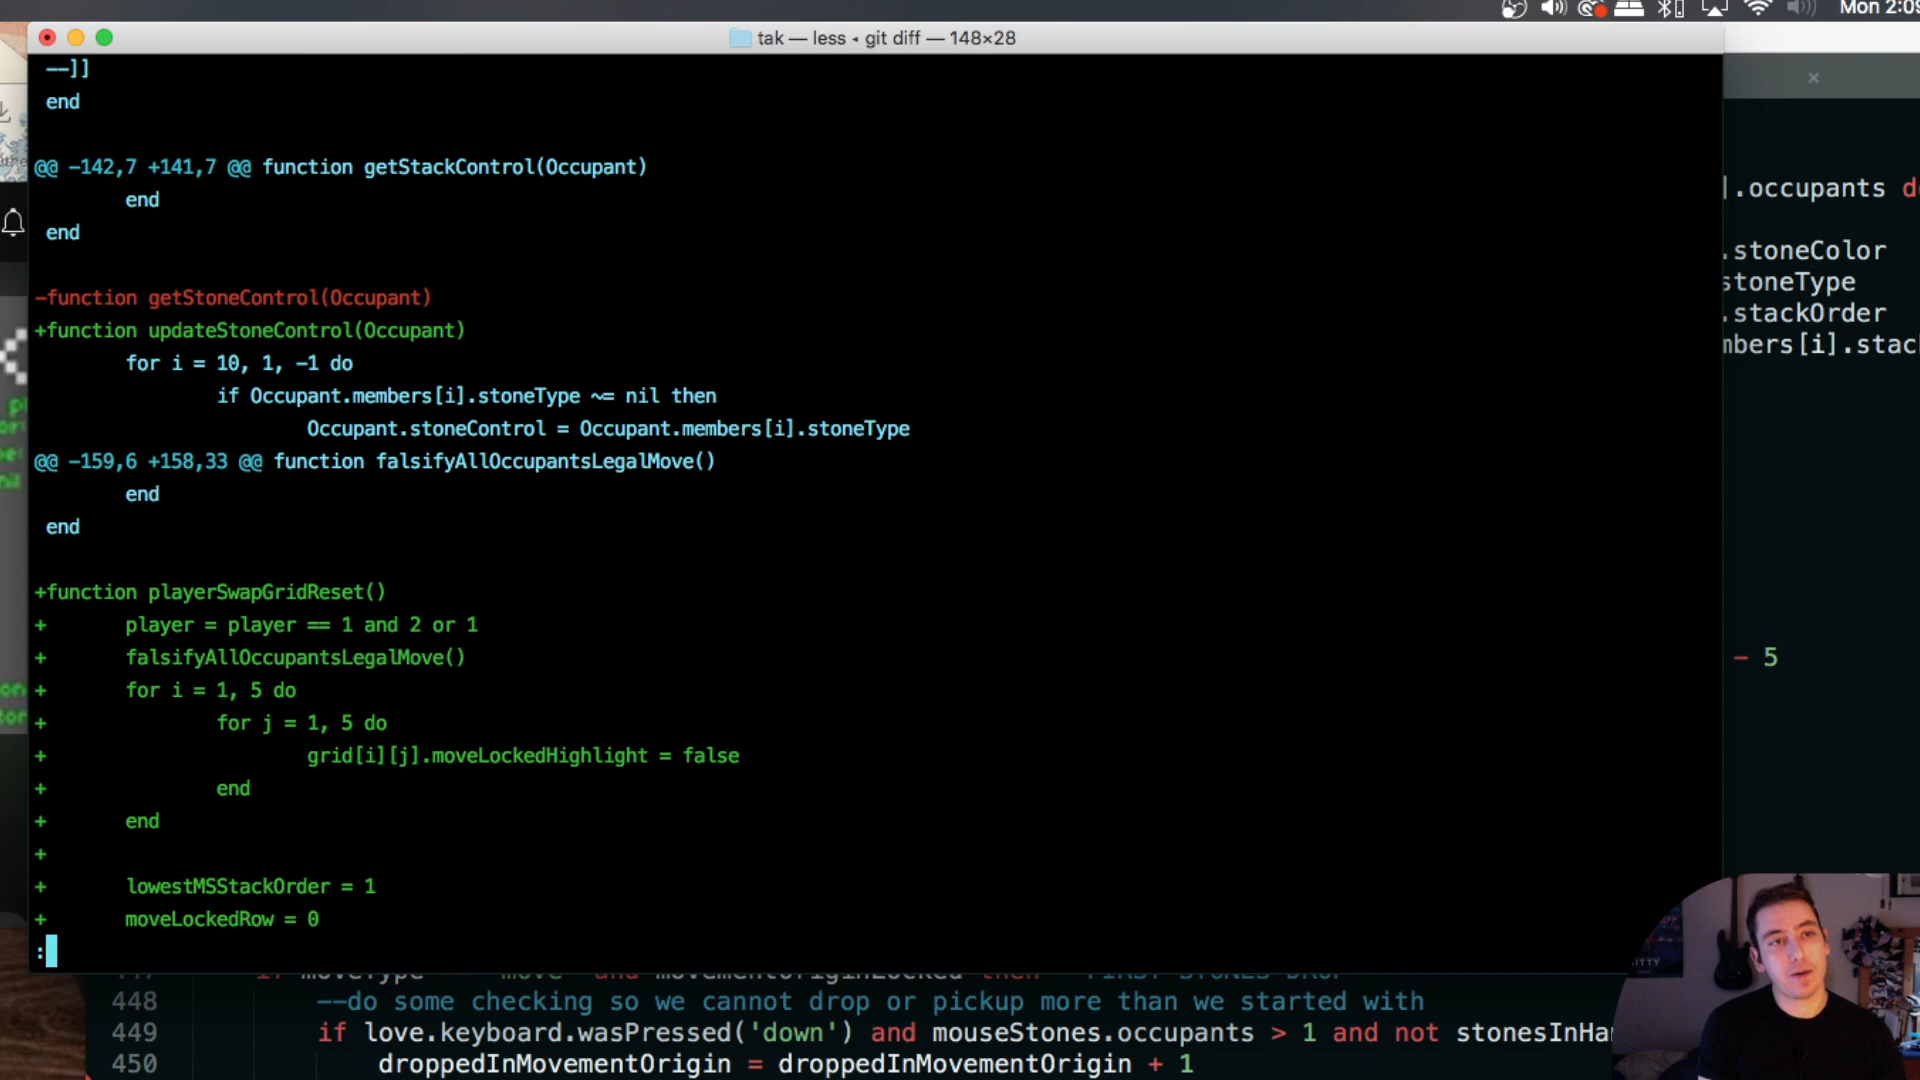 Mon 2:09
tak — less ◂ git diff — 148×28
--]]
end
@@ -142,7 +141,7 @@ function getStackControl(Occupant)
end
end
-function getStoneControl(Occupant)
+function updateStoneControl(Occupant)
for i = 10, 1, -1 do
if Occupant.members[i].stoneType ~= nil then
Occupant.stoneControl = Occupant.members[i].stoneType
@@ -159,6 +158,33 @@ function falsifyAllOccupantsLegalMove()
end
end
+function playerSwapGridReset()
+ player = player == 1 and 2 or 1
+ falsifyAllOccupantsLegalMove()
+ for i = 1, 5 do
+ for j = 1, 5 do
+ grid[i][j].moveLockedHighlight = false
+ end
+ end
+
+ lowestMSStackOrder = 1
+ moveLockedRow = 0
:
].occupants d
.stoneColor
stoneType
.stackOrder
mbers[i].stac
- 5
448 --do some checking so we cannot drop or pickup more than we started with
449 if love.keyboard.wasPressed('down') and mouseStones.occupants > 1 and not stonesInHa
450 droppedInMovementOrigin = droppedInMovementOrigin + 1